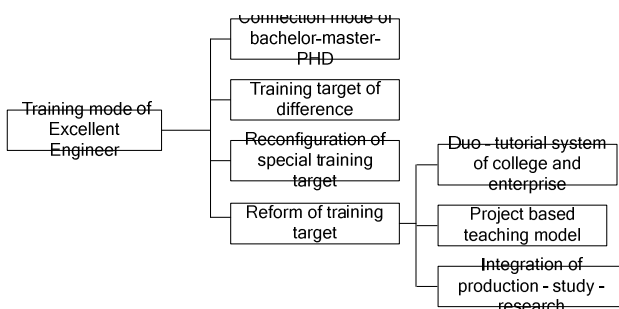 Connection mode of
bachelor-master-
PHD
Training target of
difference
Training mode of
Excellent
Engineer
Reconfiguration of
special training
target
Reform of training
target
Duo - tutorial system
of college and
enterprise
Project based
teaching model
Integration of
production - study -
research